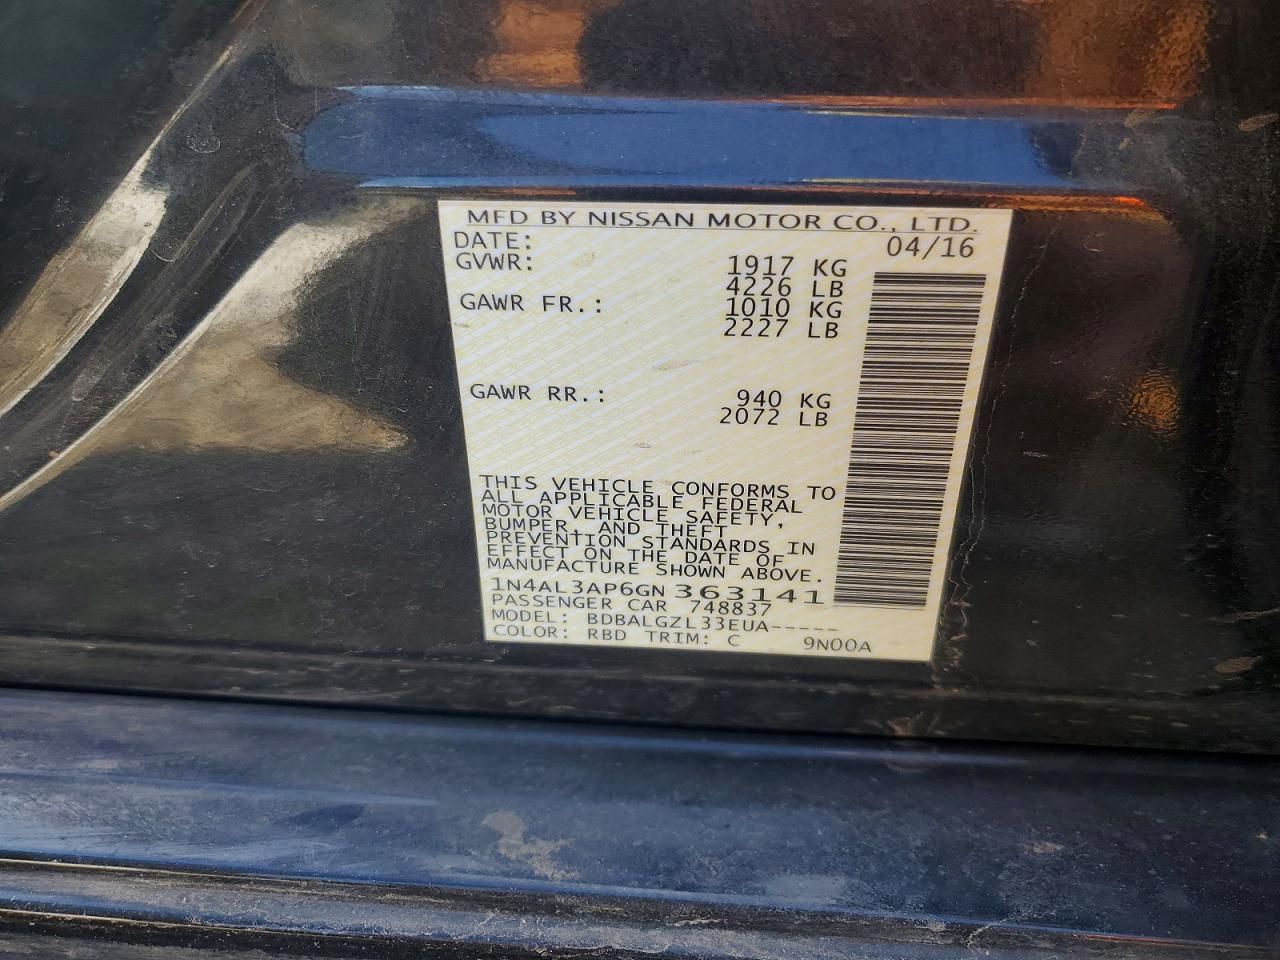 MFD BY NISSAN MOTOR CO., LTD.
DATE: 04/16
GVWR: 1917 KG
4226 LB
GAWR FR.: 1010 KG
2227 LB
GAWR RR.: 940 KG
2072 LB
THIS VEHICLE CONFORMS TO
ALL APPLICABLE FEDERAL
MOTOR VEHICLE SAFETY,
BUMPER, AND THEFT
PREVENTION STANDARDS IN
EFFECT ON THE DATE OF
MANUFACTURE SHOWN ABOVE.
1N4AL3AP6GN 363141
PASSENGER CAR 748837
MODEL: BDBALGZL33EUA-----
COLOR: RBD TRIM: C 9N00A